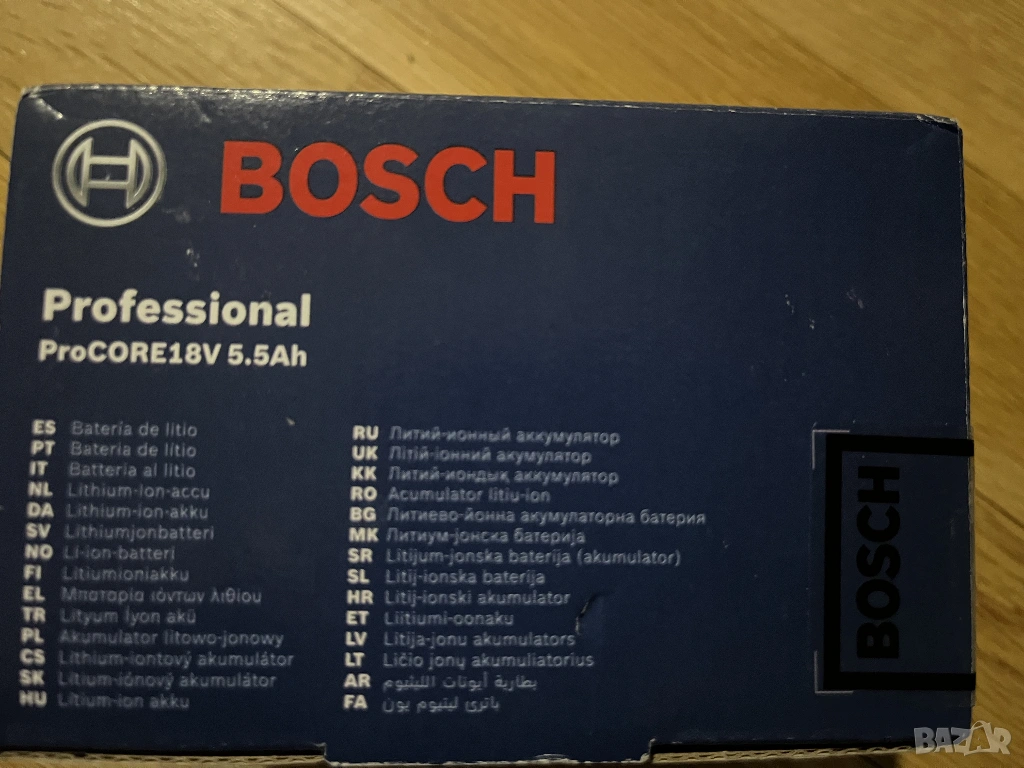 BOSCH
Professional
ProCORE18V 5.5Ah
ES Batería de litio
PT Bateria de litio
IT Batteria al litio
NL Lithium-ion-accu
DA Lithium-ion-akku
SV Lithiumjonbatteri
NO Li-ion-batteri
FI Litiumioniakku
EL Μπαταρία ιόντων λιθίου
TR Lityum İyon akü
PL Akumulator litowo-jonowy
CS Lithium-iontový akumulátor
SK Lítium-iónový akumulátor
HU Lítium-ion akku
RU Литий-ионный аккумулятор
UK Літій-іонний акумулятор
KK Литий-иондық аккумулятор
RO Acumulator litiu-ion
BG Литиево-йонна акумулаторна батерия
MK Литиум-јонска батерија
SR Litijum-jonska baterija (akumulator)
SL Litij-ionska baterija
HR Litij-ionski akumulator
ET Liitiumi-oonaku
LV Litija-jonu akumulators
LT Ličio jonų akumuliatorius
AR بطارية أيونات الليثيوم
FA باتری لیتیوم یون
BOSCH
BAZAR